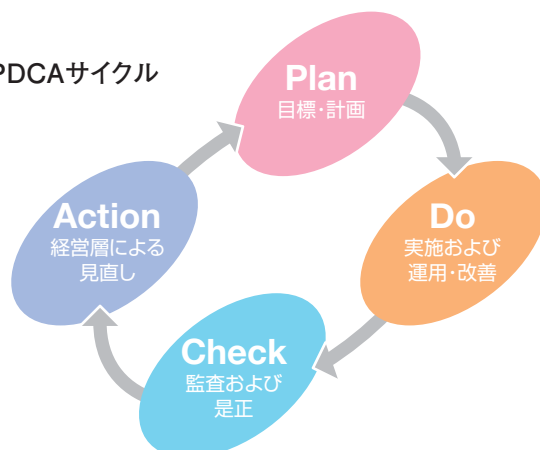 PDCAサイクル
Plan
目標・計画
Do
実施および
運用・改善
Check
監査および
是正
Action
経営層による
見直し